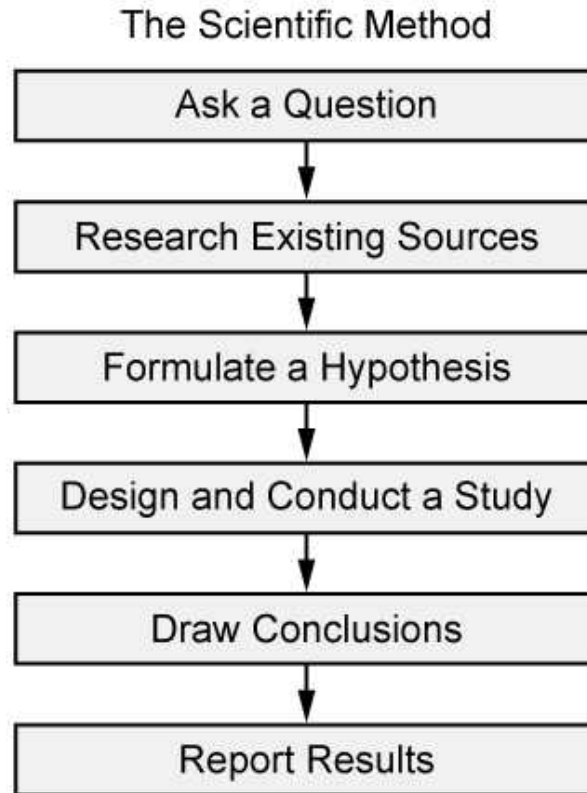 The Scientific Method
Ask a Question
Research Existing Sources
Formulate a Hypothesis
Design and Conduct a Study
Draw Conclusions
Report Results